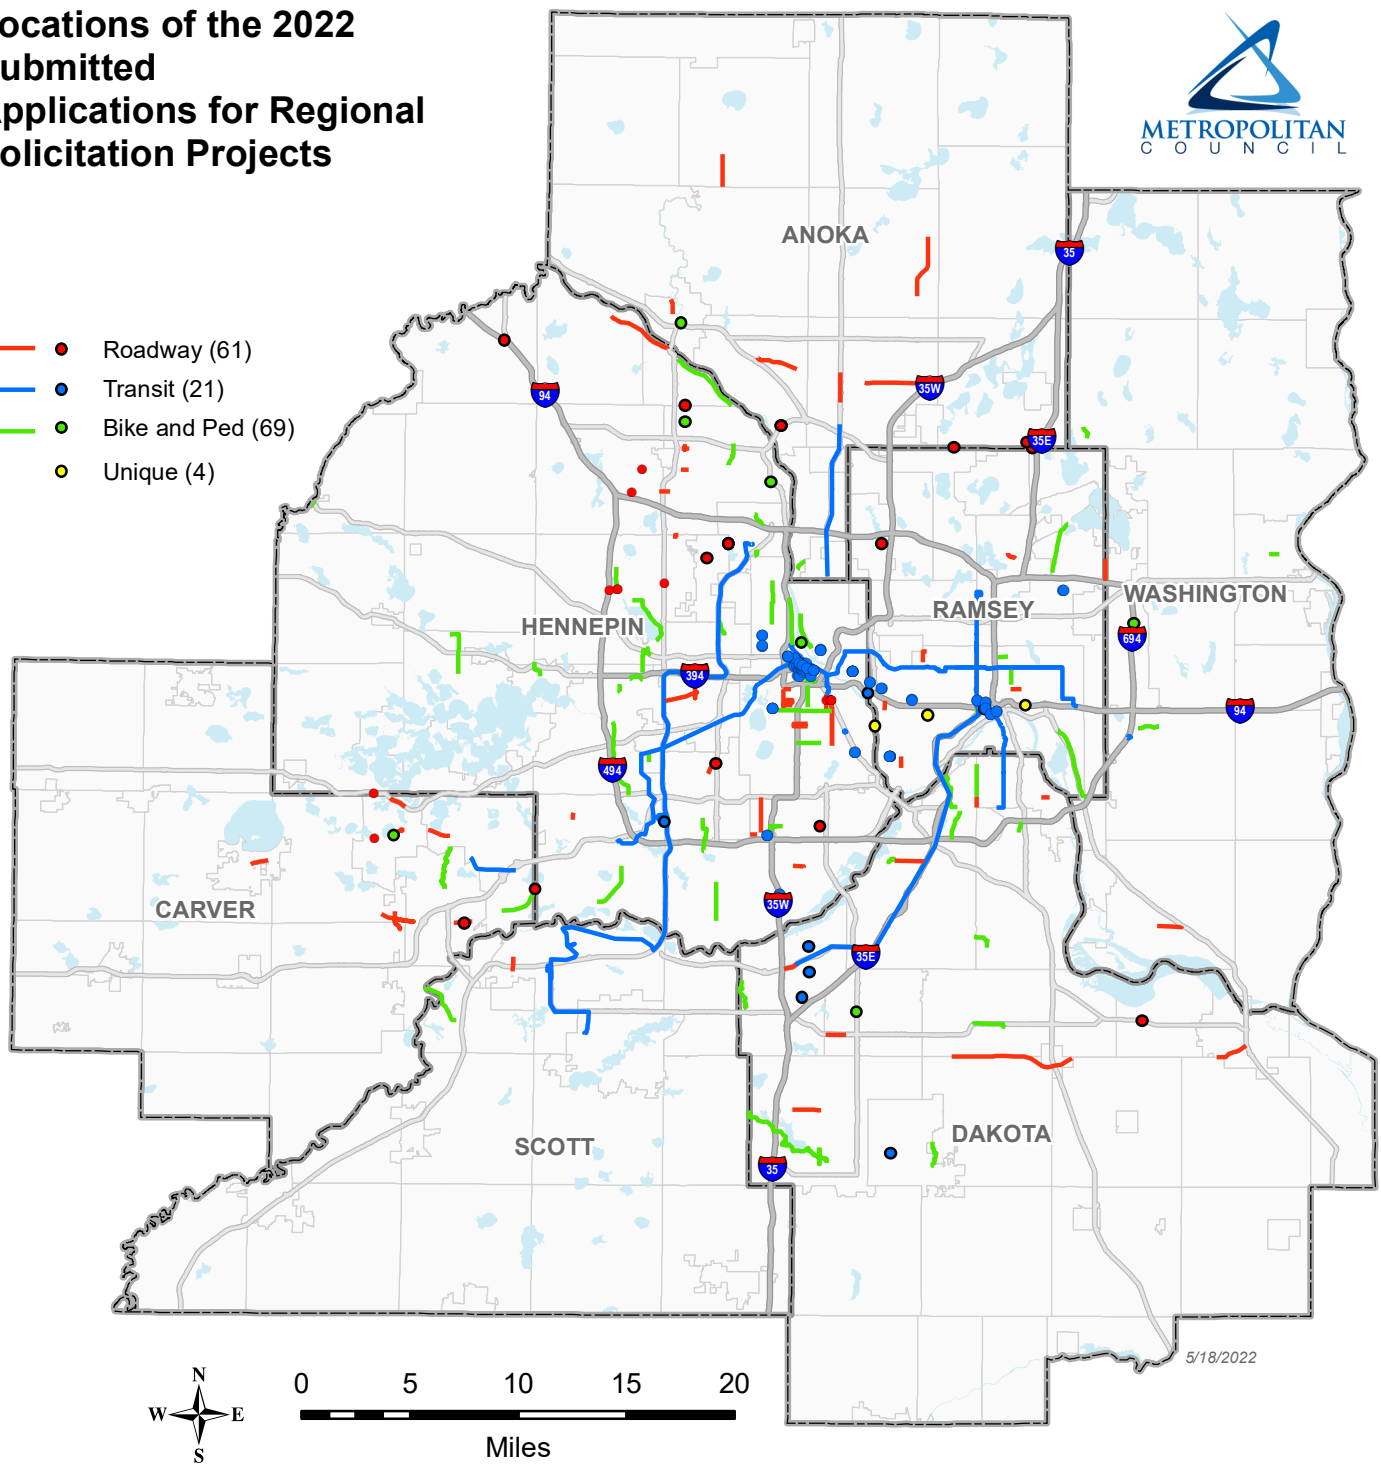 ocations of the 2022
ubmitted
pplications for Regional
olicitation Projects
METROPOLITAN
COUNCIL
ANOKA
35
Roadway (61)
Transit (21)
Bike and Ped (69)
Unique (4)
94
35W
35E
HENNEPIN
RAMSEY
WASHINGTON
694
394
94
494
CARVER
35W
35E
SCOTT
DAKOTA
35
5/18/2022
N
W E
S
0 5 10 15 20
Miles